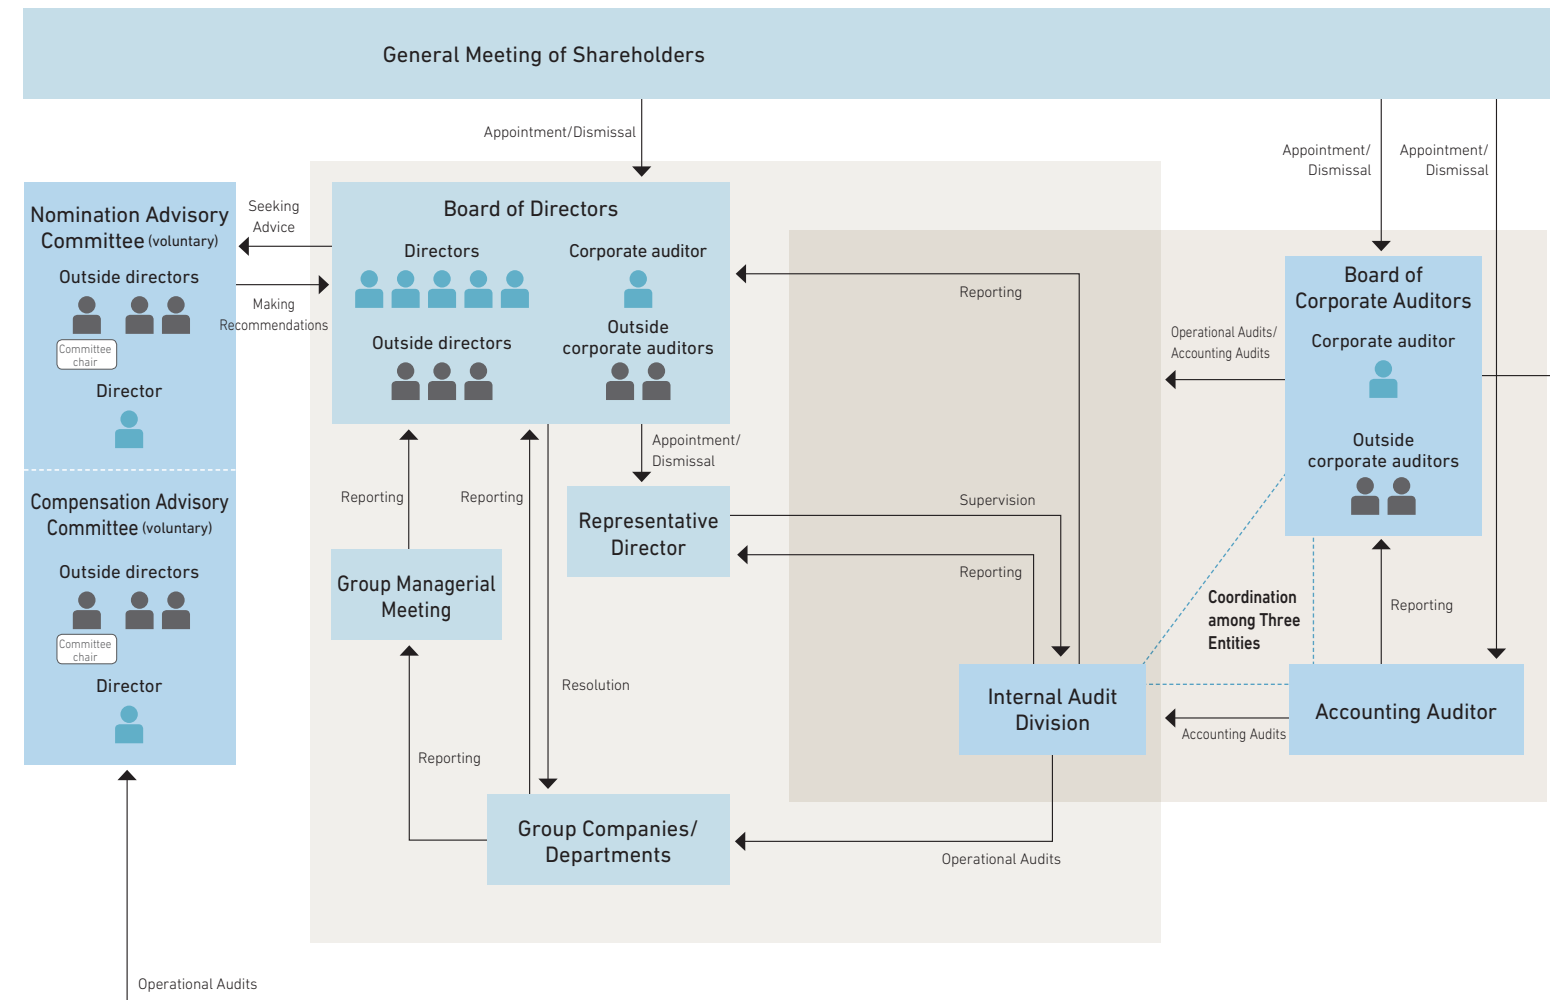 General Meeting of Shareholders
Appointment/Dismissal
Appointment/
Dismissal
Appointment/
Dismissal
Nomination Advisory
Committee (voluntary)
Outside directors
Committee
chair
Director
Compensation Advisory
Committee (voluntary)
Outside directors
Committee
chair
Director
Seeking
Advice
Making
Recommendations
Board of Directors
Directors
Corporate auditor
Outside directors
Outside
corporate auditors
Reporting
Operational Audits/
Accounting Audits
Board of
Corporate Auditors
Corporate auditor
Outside
corporate auditors
Appointment/
Dismissal
Reporting
Reporting
Representative
Director
Supervision
Reporting
Group Managerial
Meeting
Coordination
among Three
Entities
Reporting
Resolution
Internal Audit
Division
Accounting Audits
Accounting Auditor
Reporting
Group Companies/
Departments
Operational Audits
Operational Audits